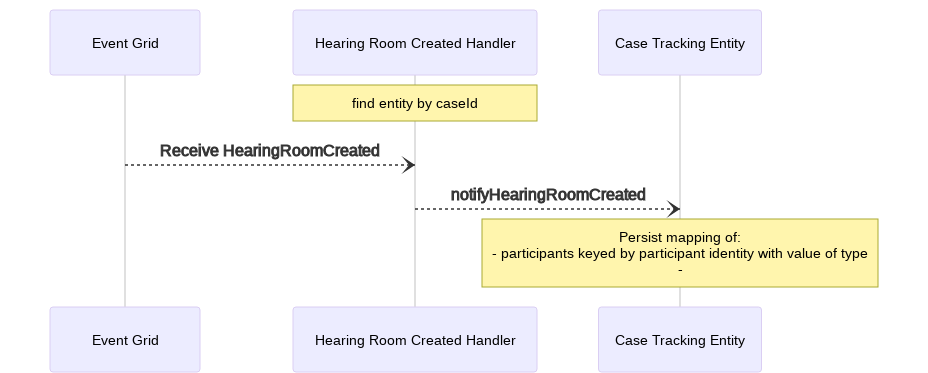 Event Grid
Hearing Room Created Handler
Case Tracking Entity
find entity by caseId
Receive HearingRoomCreated
notifyHearingRoomCreated
Persist mapping of:
- participants keyed by participant identity with value of type
-
Event Grid
Hearing Room Created Handler
Case Tracking Entity